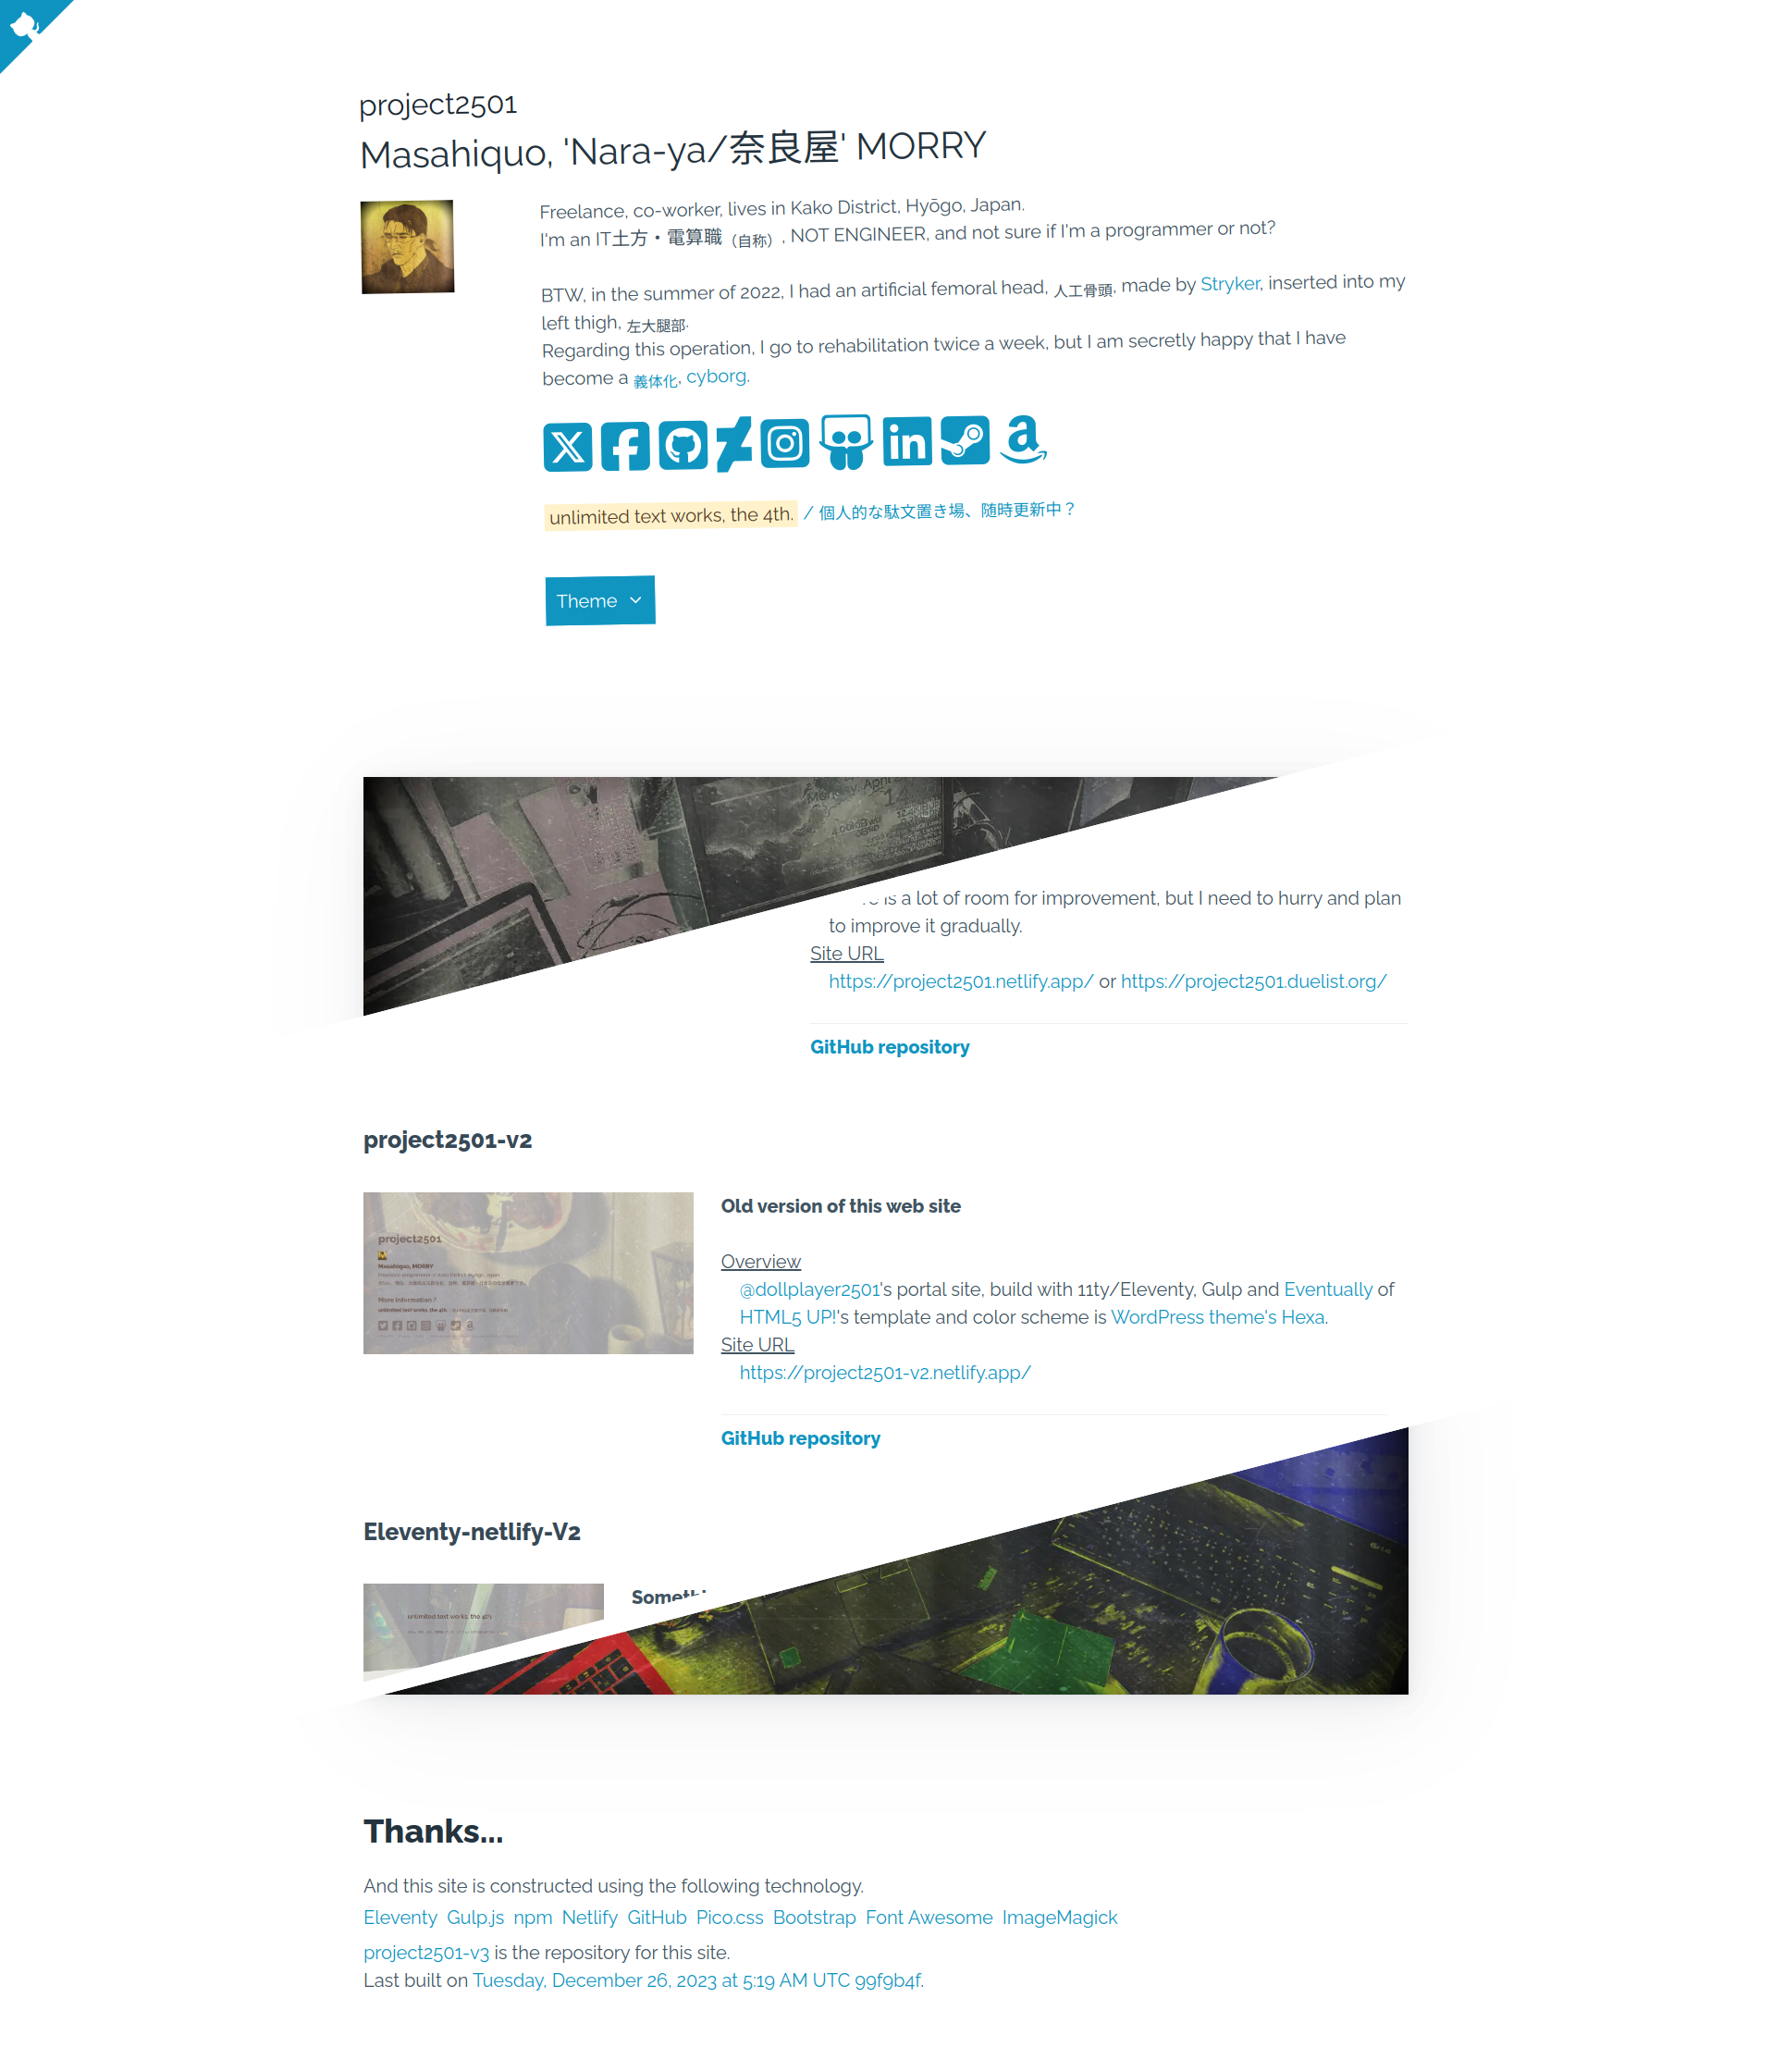 project2501
Masahiquo, 'Nara-ya/奈良屋' MORRY
Freelance, co-worker, lives in Kako District, Hyōgo, Japan.
I'm an IT土方・電算職（自称）, NOT ENGINEER, and not sure if I'm a programmer or not?
BTW, in the summer of 2022, I had an artificial femoral head, 人工骨頭, made by Stryker, inserted into my
left thigh, 左大腿部.
Regarding this operation, I go to rehabilitation twice a week, but I am secretly happy that I have
become a 義体化, cyborg.
unlimited text works, the 4th. / 個人的な駄文置き場、随時更新中？
Theme
Monday, April
is a lot of room for improvement, but I need to hurry and plan
to improve it gradually.
Site URL
https://project2501.netlify.app/ or https://project2501.duelist.org/
GitHub repository
project2501-v2
Old version of this web site
project2501
Masahiquo, MORRY
More Information ?
unlimited text works, the 4th.
Overview
@dollplayer2501's portal site, build with 11ty/Eleventy, Gulp and Eventually of
HTML5 UP!'s template and color scheme is WordPress theme's Hexa.
Site URL
https://project2501-v2.netlify.app/
GitHub repository
Eleventy-netlify-V2
unlimited text works, the 4th.
Thanks...
And this site is constructed using the following technology.
Eleventy Gulp.js npm Netlify GitHub Pico.css Bootstrap Font Awesome ImageMagick
project2501-v3 is the repository for this site.
Last built on Tuesday, December 26, 2023 at 5:19 AM UTC 99f9b4f.